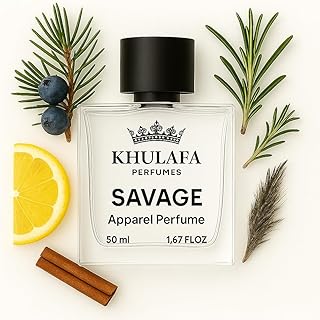 KHULAFA
PERFUMES
SAVAGE
Apparel Perfume
50 ml 1,67 FLOZ